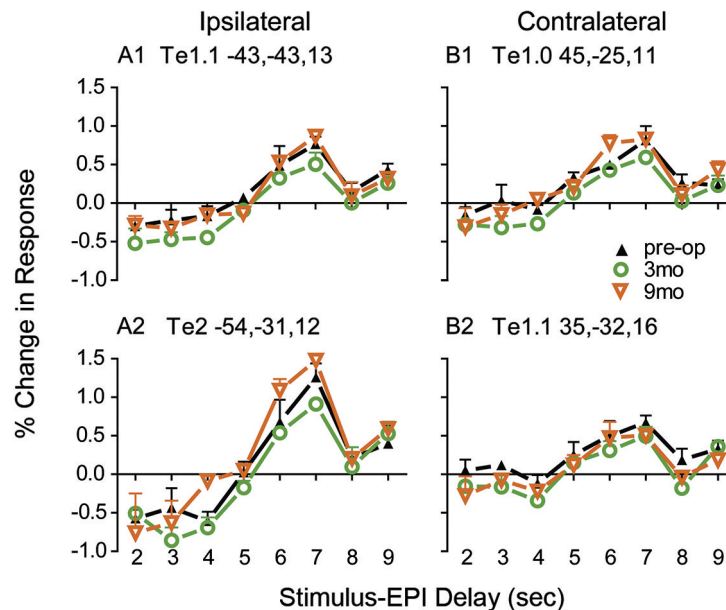 Ipsilateral Contralateral
A1 Te1.1 -43,-43,13 B1 Te1.0 45,-25,11
1.5
1.0
0.5
0.0
-0.5
-1.0
pre-op
3mo
9mo
A2 Te2 -54,-31,12 B2 Te1.1 35,-32,16
1.5
1.0
0.5
0.0
-0.5
-1.0
2 3 4 5 6 7 8 9 2 3 4 5 6 7 8 9
% Change in Response
Stimulus-EPI Delay (sec)